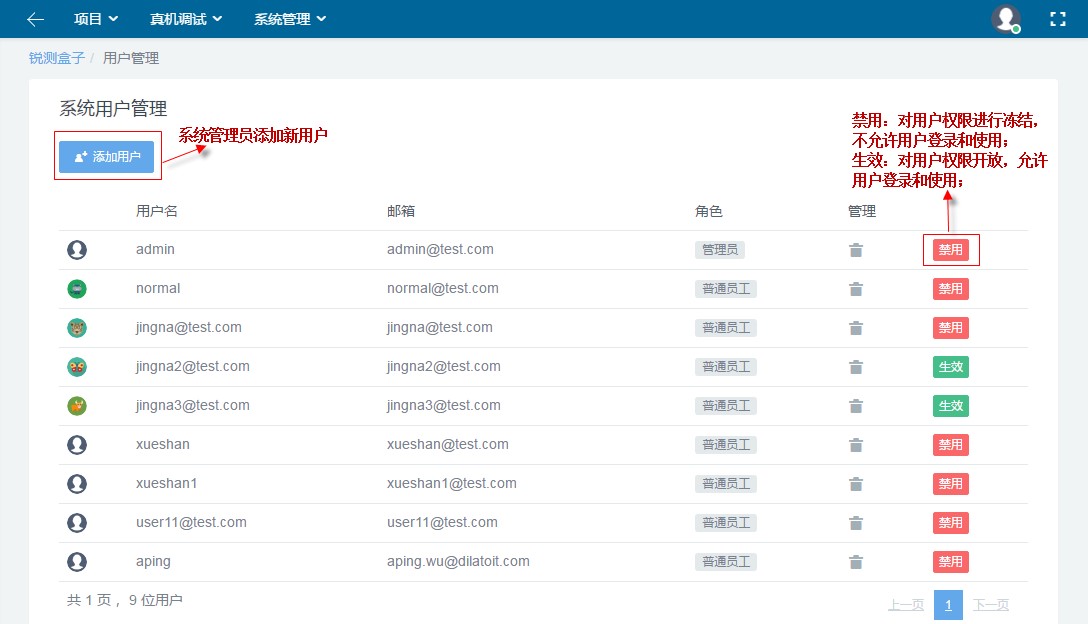 项目 真机调试 系统管理
锐测盒子 / 用户管理
系统用户管理
系统管理员添加新用户
添加用户
禁用：对用户权限进行冻结，
不允许用户登录和使用；
生效：对用户权限开放，允许
用户登录和使用；
用户名 邮箱 角色 管理
admin admin@test.com 管理员 禁用
normal normal@test.com 普通员工 禁用
jingna@test.com jingna@test.com 普通员工 禁用
jingna2@test.com jingna2@test.com 普通员工 生效
jingna3@test.com jingna3@test.com 普通员工 生效
xueshan xueshan@test.com 普通员工 禁用
xueshan1 xueshan1@test.com 普通员工 禁用
user11@test.com user11@test.com 普通员工 禁用
aping aping.wu@dilatoit.com 普通员工 禁用
共 1 页， 9 位用户 上一页 1 下一页